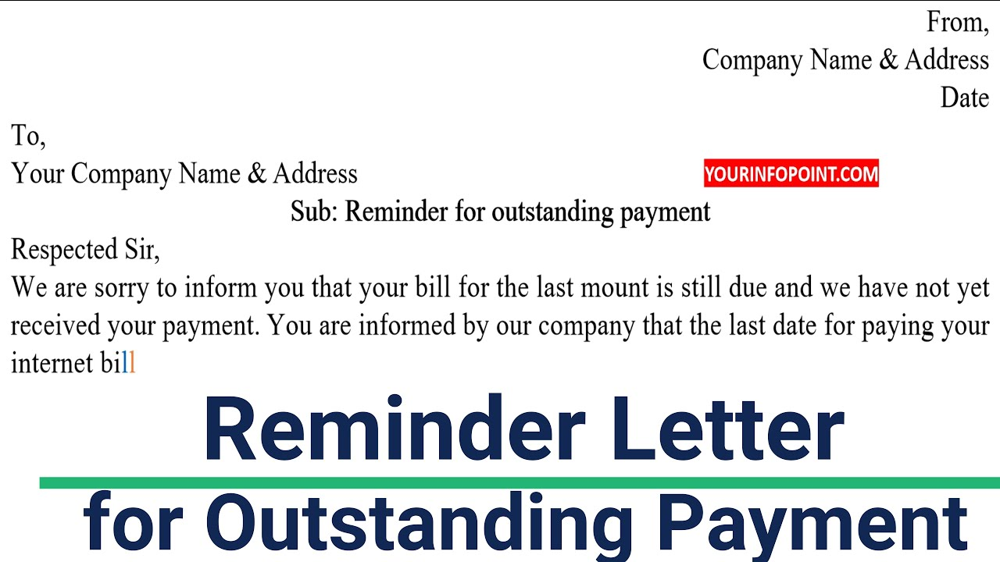 From,
Company Name & Address
Date
To,
Your Company Name & Address
YOURINFOPOINT.COM
Sub: Reminder for outstanding payment
Respected Sir,
We are sorry to inform you that your bill for the last mount is still due and we have not yet
received your payment. You are informed by our company that the last date for paying your
internet bill
Reminder Letter
for Outstanding Payment